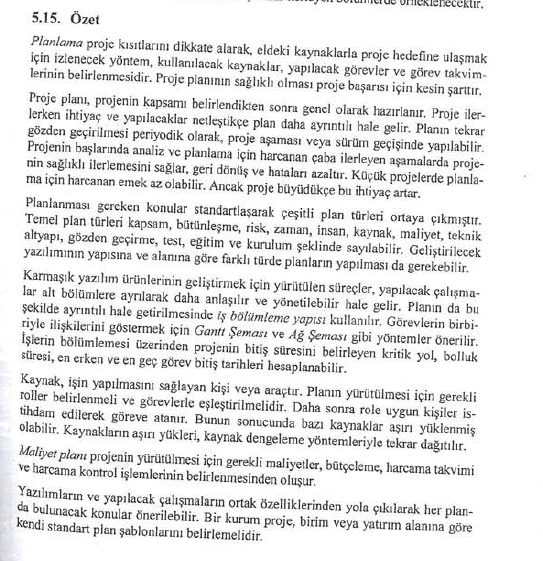 örneklenecektir.
5.15. Özet
Planlama proje kısıtlarını dikkate alarak, eldeki kaynaklarla proje hedefine ulaşmak
için izlenecek yöntem, kullanılacak kaynaklar, yapılacak görevler ve görev takvim-
lerinin belirlenmesidir. Proje planının sağlıklı olması proje başarısı için kesin şarttır.
Proje planı, projenin kapsamı belirlendikten sonra genel olarak hazırlanır. Proje iler-
lerken ihtiyaç ve yapılacaklar netleştikçe plan daha ayrıntılı hale gelir. Planın tekrar
gözden geçirilmesi periyodik olarak, proje aşaması veya sürüm geçişinde yapılabilir.
Projenin başlarında analiz ve planlama için harcanan çaba ilerleyen aşamalarda proje-
nin sağlıklı ilerlemesini sağlar, geri dönüş ve hataları azaltır. Küçük projelerde planla-
ma için harcanan emek az olabilir. Ancak proje büyüdükçe bu ihtiyaç artar.
Planlanması gereken konular standartlaşarak çeşitli plan türleri ortaya çıkmıştır.
Temel plan türleri kapsam, bütünleşme, risk, zaman, insan, kaynak, maliyet, teknik
altyapı, gözden geçirme, test, eğitim ve kurulum şeklinde sayılabilir. Geliştirilecek
yazılımının yapısına ve alanına göre farklı türde planların yapılması da gerekebilir.
Karmaşık yazılım ürünlerinin geliştirmek için yürütülen süreçler, yapılacak çalışma-
lar alt bölümlere ayrılarak daha anlaşılır ve yönetilebilir hale gelir. Planın da bu
şekilde ayrıntılı hale getirilmesinde iş bölümleme yapısı kullanılır. Görevlerin birbi-
riyle ilişkilerini göstermek için Gantt Şeması ve Ağ Şeması gibi yöntemler önerilir.
İşlerin bölümlemesi üzerinden projenin bitiş süresini belirleyen kritik yol, bolluk
süresi, en erken ve en geç görev bitiş tarihleri hesaplanabilir.
Kaynak, işin yapılmasını sağlayan kişi veya araçtır. Planın yürütülmesi için gerekli
roller belirlenmeli ve görevlerle eşleştirilmelidir. Daha sonra role uygun kişiler is-
tihdam edilerek göreve atanır. Bunun sonucunda bazı kaynaklar aşırı yüklenmiş
olabilir. Kaynakların aşırı yükleri, kaynak dengeleme yöntemleriyle tekrar dağıtılır.
Maliyet planı projenin yürütülmesi için gerekli maliyetler, bütçeleme, harcama takvimi
ve harcama kontrol işlemlerinin belirlenmesinden oluşur.
Yazılımların ve yapılacak çalışmaların ortak özelliklerinden yola çıkılarak her plan-
da bulunacak konular önerilebilir. Bir kurum proje, birim veya yatırım alanına göre
kendi standart plan şablonlarını belirlemelidir.